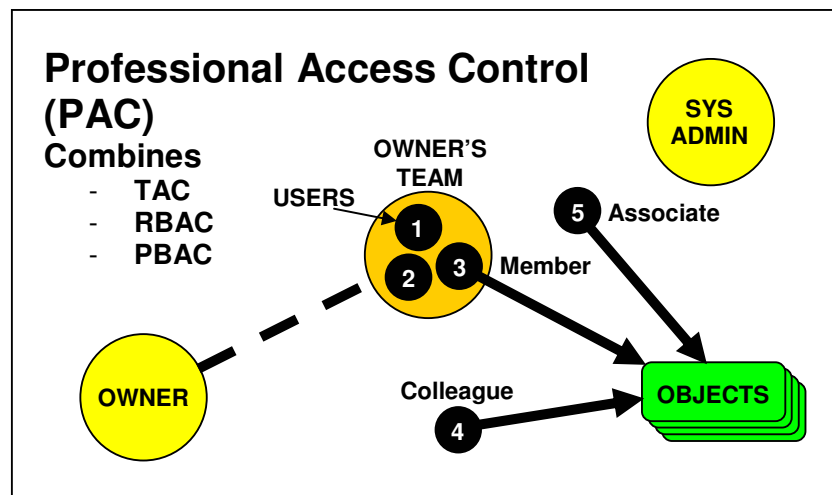 Professional Access Control
(PAC)
Combines
- TAC
- RBAC
- PBAC
OWNER'S
TEAM
USERS
1
2
3
Member
SYS
ADMIN
5
Associate
OWNER
Colleague
4
OBJECTS